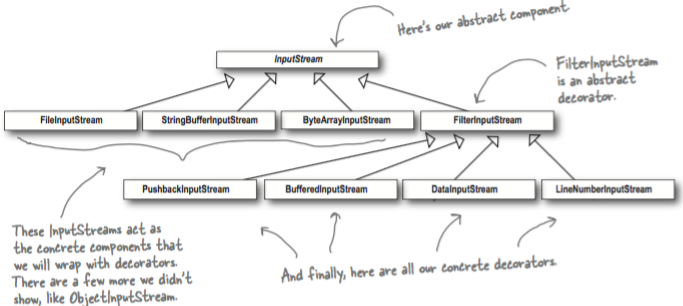 Here's our abstract component
InputStream
FilterInputStream
is an abstract
decorator.
FileInputStream
StringBufferInputStream
ByteArrayInputStream
FilterInputStream
PushbackInputStream
BufferedInputStream
DataInputStream
LineNumberInputStream
These InputStreams act as
the concrete components that
we will wrap with decorators.
There are a few more we didn't
show, like ObjectInputStream.
And finally, here are all our concrete decorators.